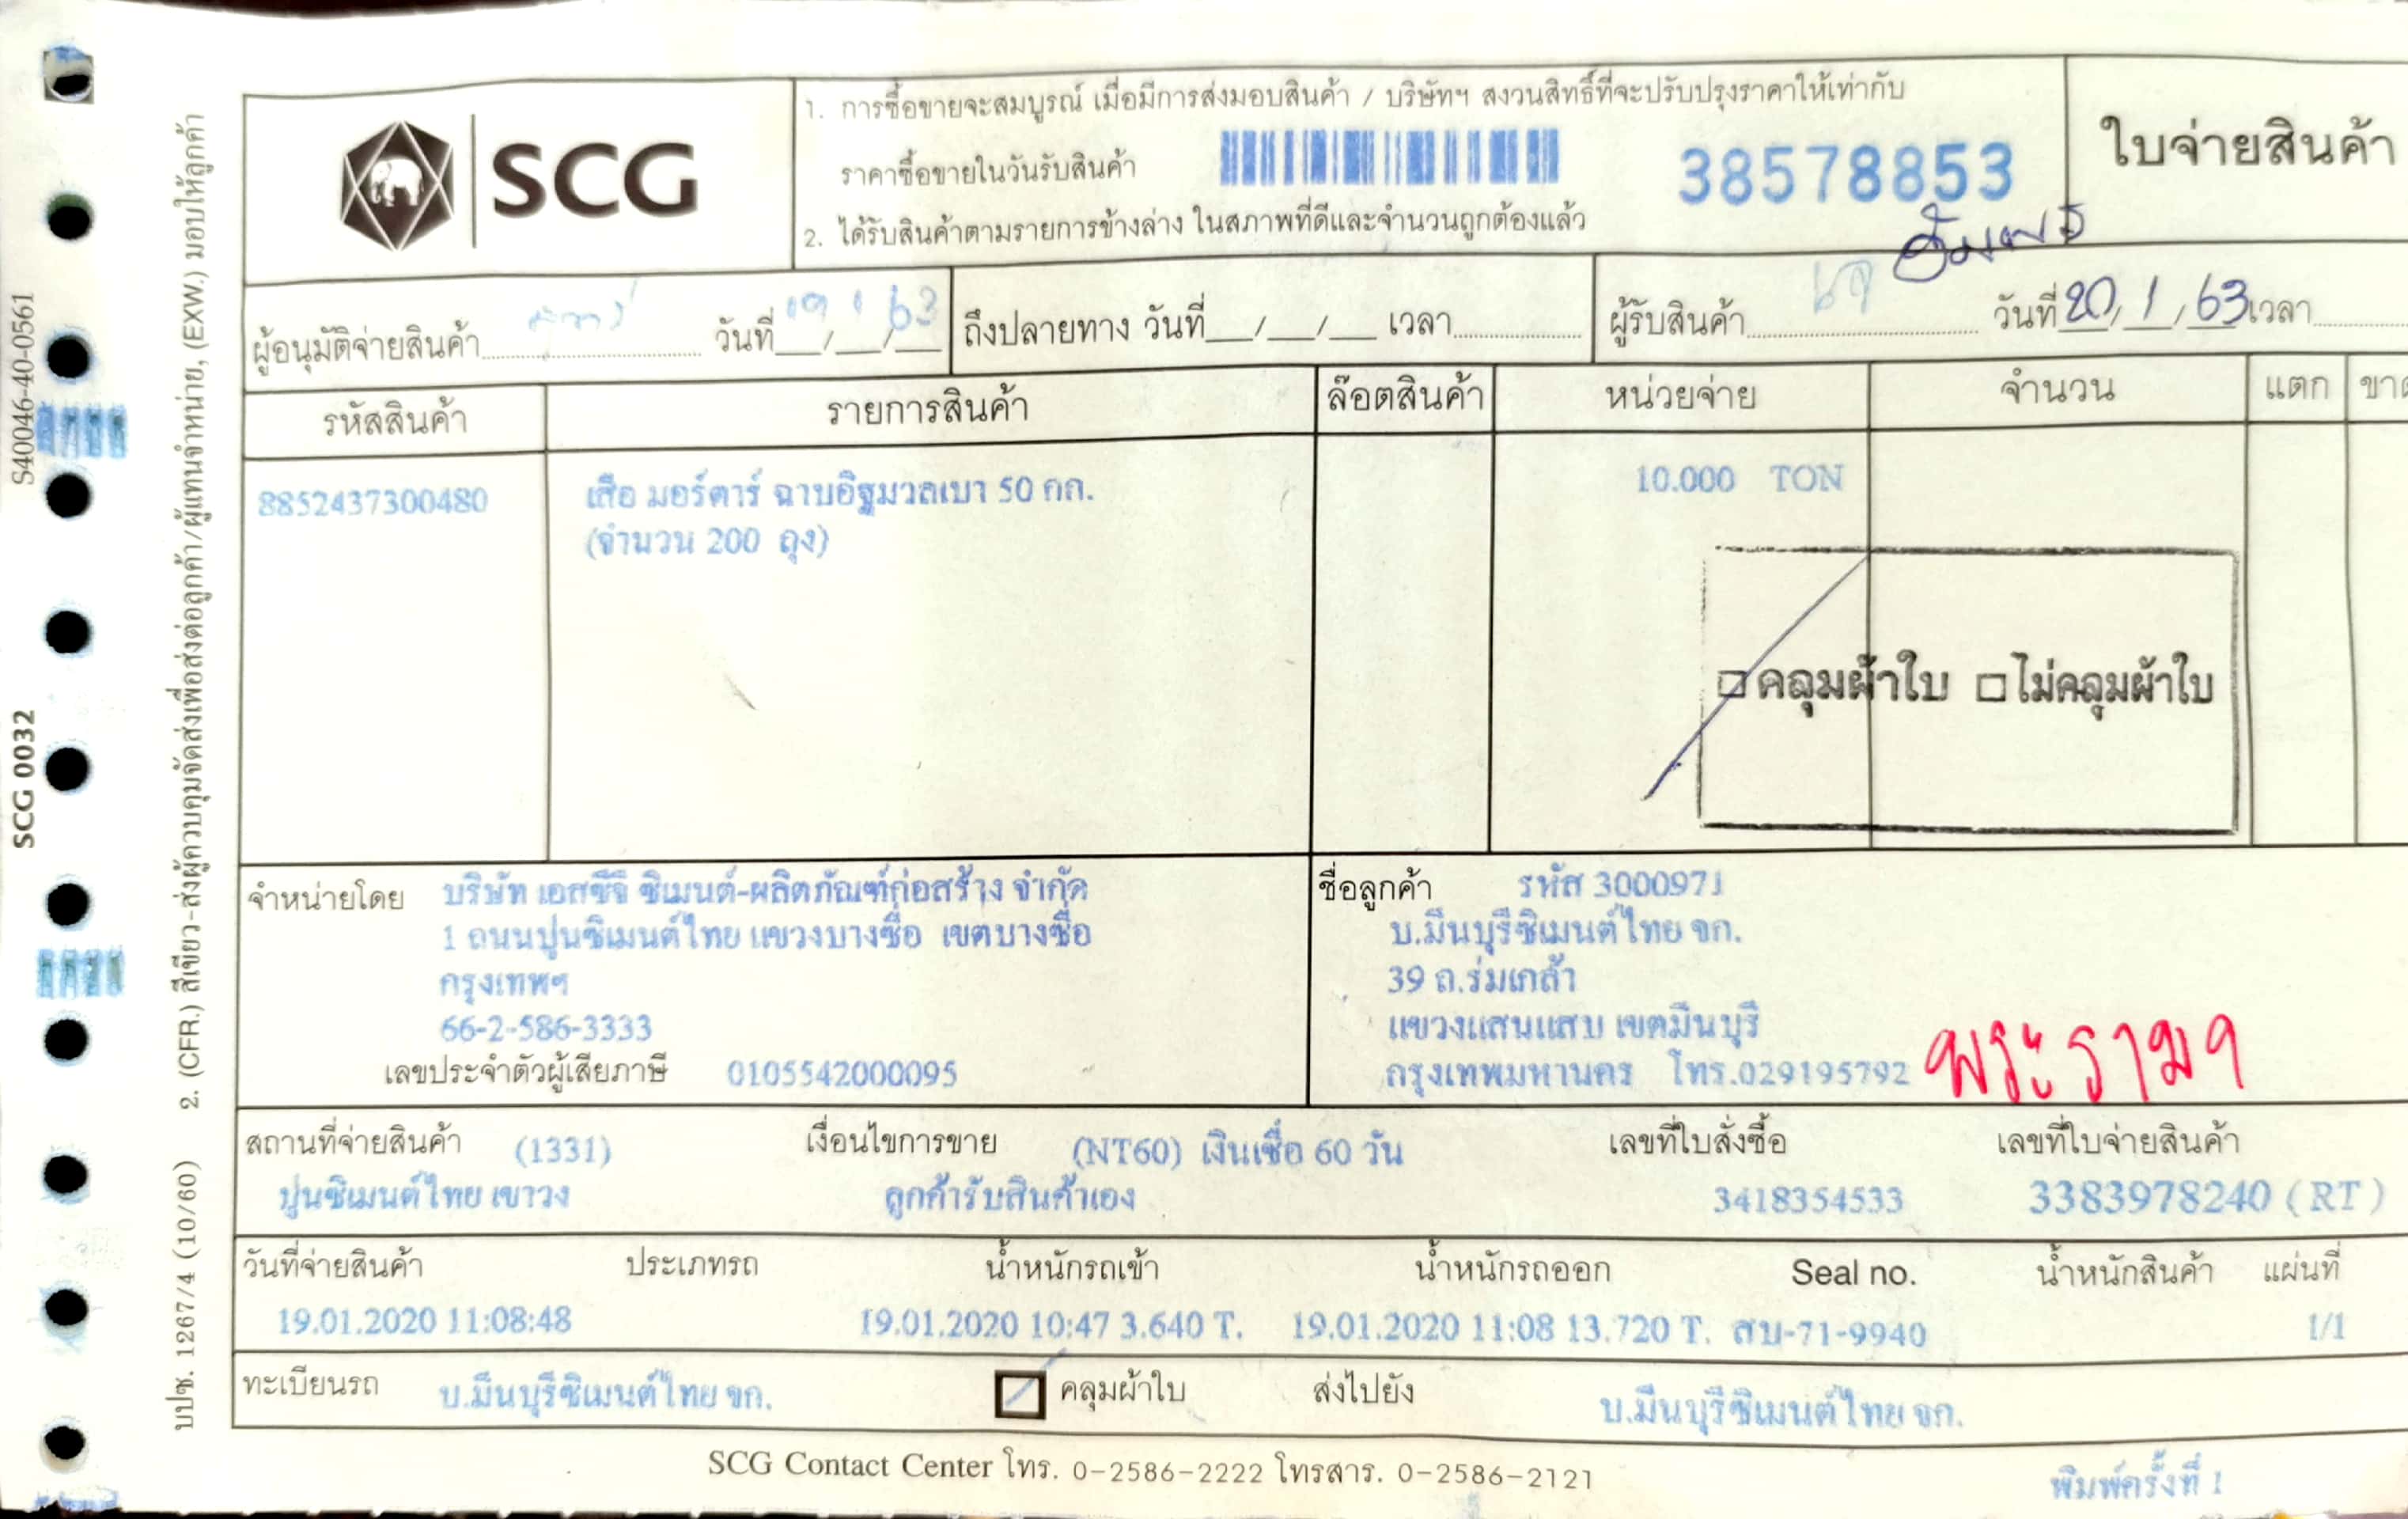 SCG
1. การซื้อขายจะสมบูรณ์ เมื่อมีการส่งมอบสินค้า / บริษัทฯ สงวนสิทธิ์ที่จะปรับปรุงราคาให้เท่ากับ
ราคาซื้อขายในวันรับสินค้า
38578853
2. ได้รับสินค้าตามรายการข้างล่าง ในสภาพที่ดีและจำนวนถูกต้องแล้ว
ใบจ่ายสินค้า
ผู้อนุมัติจ่ายสินค้า วันที่ 19/1/63
ถึงปลายทาง วันที่__/__/__ เวลา
ผู้รับสินค้า วันที่ 20/1/63 เวลา
รหัสสินค้า รายการสินค้า ล๊อตสินค้า หน่วยจ่าย จำนวน แตก
8852437300480 เสือ มอร์ตาร์ ฉาบอิฐมวลเบา 50 กก. 10.000 TON
(จำนวน 200 ถุง)
คลุมผ้าใบ ไม่คลุมผ้าใบ
จำหน่ายโดย บริษัท เอสซีจี ซิเมนต์-ผลิตภัณฑ์ก่อสร้าง จำกัด
1 ถนนปูนซิเมนต์ไทย แขวงบางซื่อ เขตบางซื่อ
กรุงเทพฯ
66-2-586-3333
เลขประจำตัวผู้เสียภาษี 0105542000095
ชื่อลูกค้า รหัส 3000971
บ.มีนบุรีซิเมนต์ไทย จก.
39 ถ.ร่มเกล้า
แขวงแสนแสบ เขตมีนบุรี
กรุงเทพมหานคร โทร.029195792
สถานที่จ่ายสินค้า (1331) เงื่อนไขการขาย (NT60) เงินเชื่อ 60 วัน เลขที่ใบสั่งซื้อ เลขที่ใบจ่ายสินค้า
ปูนซิเมนต์ไทย เขาวง ลูกค้ารับสินค้าเอง 3418354533 3383978240 (RT)
วันที่จ่ายสินค้า ประเภทรถ น้ำหนักรถเข้า น้ำหนักรถออก Seal no. น้ำหนักสินค้า แผ่นที่
19.01.2020 11:08:48 19.01.2020 10:47 3.640 T. 19.01.2020 11:08 13.720 T. สบ-71-9940 1/1
ทะเบียนรถ บ.มีนบุรีซิเมนต์ไทย จก. คลุมผ้าใบ ส่งไปยัง บ.มีนบุรีซิเมนต์ไทย จก.
SCG Contact Center โทร. 0-2586-2222 โทรสาร. 0-2586-2121
พิมพ์ครั้งที่ 1
S40046-40-0561
SCG 0032
บปซ. 1267/4 (10/60) 2. (CFR.) สีเขียว-ส่งผู้ควบคุมจัดส่งเพื่อส่งต่อลูกค้า/ผู้แทนจำหน่าย, (EXW.) มอบให้ลูกค้า